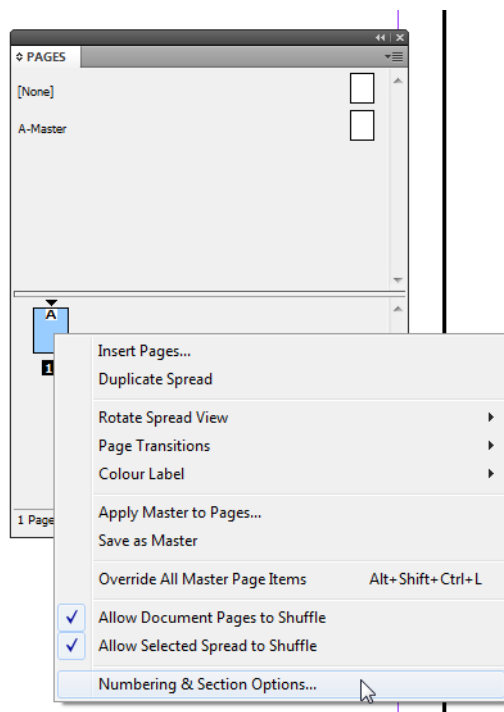 PAGES
[None]
A-Master
A
1
1 Page
Insert Pages...
Duplicate Spread
Rotate Spread View
Page Transitions
Colour Label
Apply Master to Pages...
Save as Master
Override All Master Page Items Alt+Shift+Ctrl+L
Allow Document Pages to Shuffle
Allow Selected Spread to Shuffle
Numbering & Section Options...